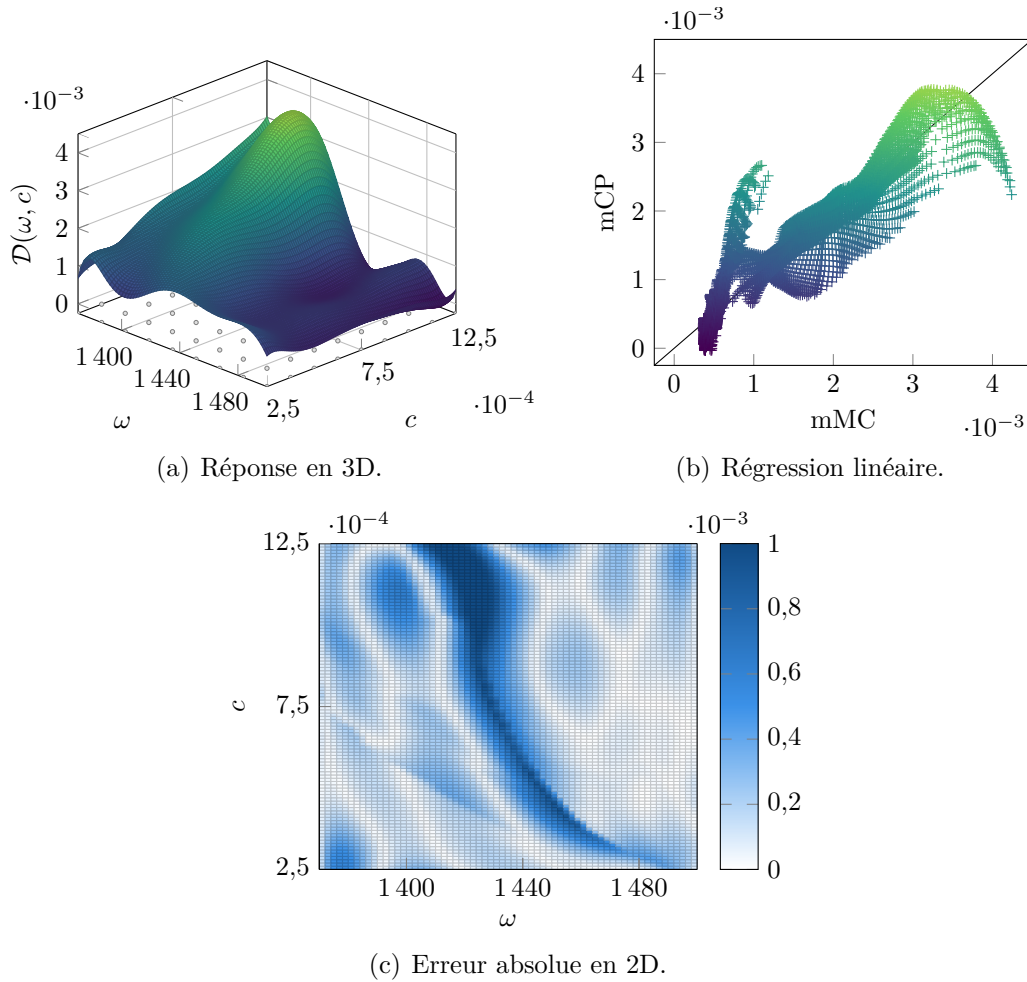 ·10⁻³
4
3
2
1
0
𝒟(ω, c)
1 400
1 440
1 480
ω
2,5
7,5
12,5
·10⁻⁴
c
(a) Réponse en 3D.
·10⁻³
4
3
2
1
0
mCP
0 1 2 3 4
mMC
·10⁻³
(b) Régression linéaire.
·10⁻⁴
12,5
7,5
2,5
c
1 400 1 440 1 480
ω
·10⁻³
1
0,8
0,6
0,4
0,2
0
(c) Erreur absolue en 2D.